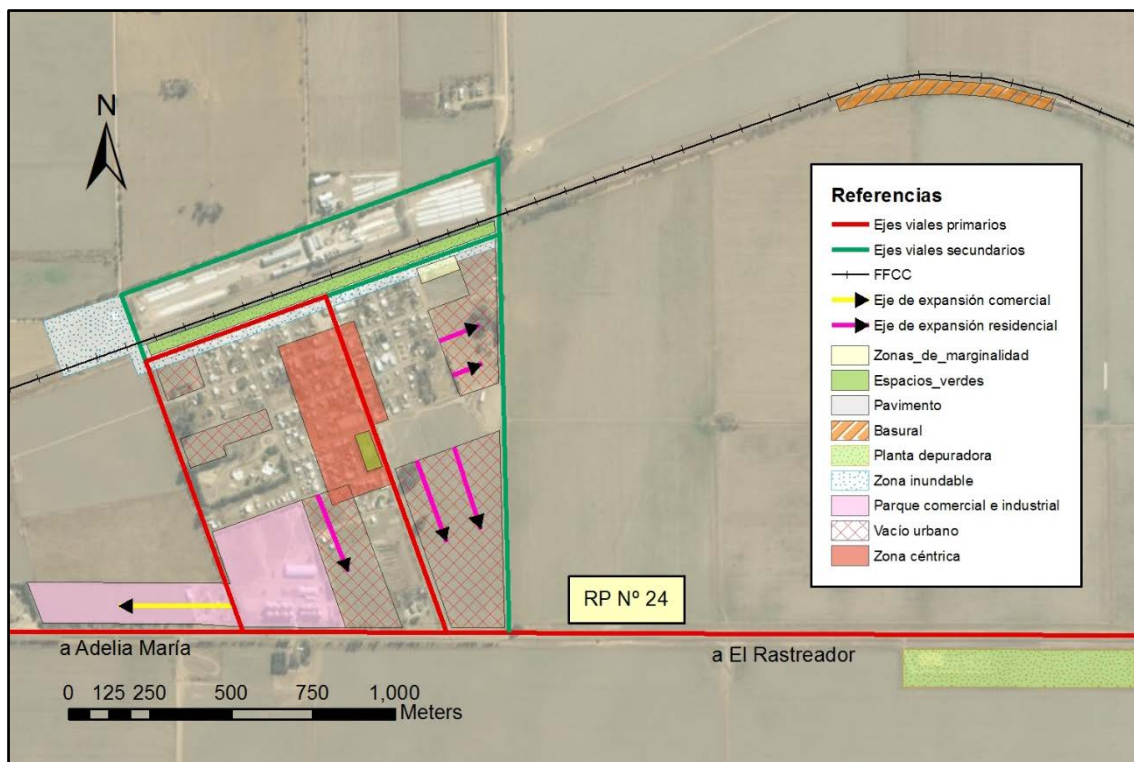 N
Referencias
Ejes viales primarios
Ejes viales secundarios
FFCC
Eje de expansión comercial
Eje de expansión residencial
Zonas_de_marginalidad
Espacios_verdes
Pavimento
Basural
Planta depuradora
Zona inundable
Parque comercial e industrial
Vacío urbano
Zona céntrica
RP Nº 24
a Adelia María
a El Rastreador
0 125 250 500 750 1,000
Meters